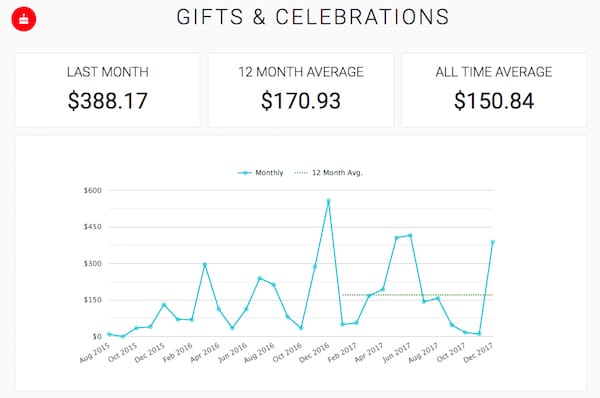 GIFTS & CELEBRATIONS
LAST MONTH
$388.17
12 MONTH AVERAGE
$170.93
ALL TIME AVERAGE
$150.84
Monthly
12 Month Avg.
$600
$450
$300
$150
$0
Aug 2015
Oct 2015
Dec 2015
Feb 2016
Apr 2016
Jun 2016
Aug 2016
Oct 2016
Dec 2016
Feb 2017
Apr 2017
Jun 2017
Aug 2017
Oct 2017
Dec 2017